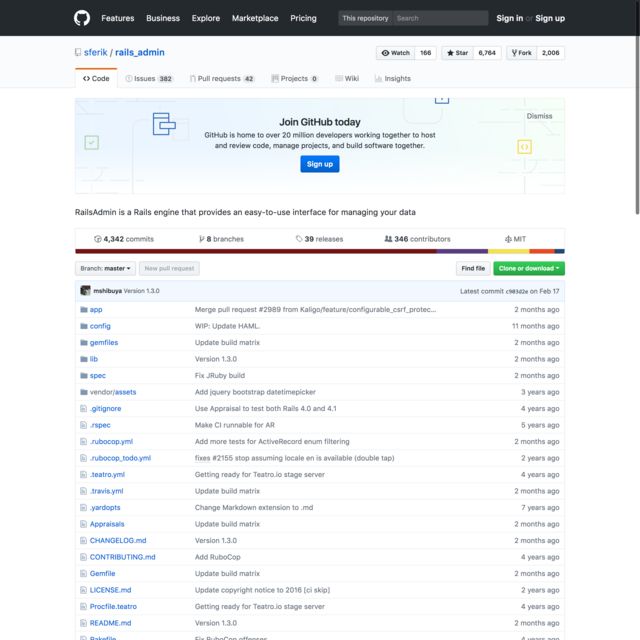 Features Business Explore Marketplace Pricing This repository Search Sign in or Sign up
sferik / rails_admin Watch 166 Star 6,764 Fork 2,006
Code Issues 382 Pull requests 42 Projects 0 Wiki Insights
Dismiss
Join GitHub today
GitHub is home to over 20 million developers working together to host
and review code, manage projects, and build software together.
Sign up
RailsAdmin is a Rails engine that provides an easy-to-use interface for managing your data
4,342 commits 8 branches 39 releases 346 contributors MIT
Branch: master New pull request Find file Clone or download
mshibuya Version 1.3.0 Latest commit c983d2e on Feb 17
app Merge pull request #2989 from Kaligo/feature/configurable_csrf_protec... 2 months ago
config WIP: Update HAML. 11 months ago
gemfiles Update build matrix 2 months ago
lib Version 1.3.0 2 months ago
spec Fix JRuby build 2 months ago
vendor/assets Add jquery bootstrap datetimepicker 3 years ago
.gitignore Use Appraisal to test both Rails 4.0 and 4.1 4 years ago
.rspec Make CI runnable for AR 5 years ago
.rubocop.yml Add more tests for ActiveRecord enum filtering 2 months ago
.rubocop_todo.yml fixes #2155 stop assuming locale en is available (double tap) 2 years ago
.teatro.yml Getting ready for Teatro.io stage server 4 years ago
.travis.yml Update build matrix 2 months ago
.yardopts Change Markdown extension to .md 7 years ago
Appraisals Update build matrix 2 months ago
CHANGELOG.md Version 1.3.0 2 months ago
CONTRIBUTING.md Add RuboCop 4 years ago
Gemfile Update build matrix 2 months ago
LICENSE.md Update copyright notice to 2016 [ci skip] 2 years ago
Procfile.teatro Getting ready for Teatro.io stage server 4 years ago
README.md Version 1.3.0 2 months ago
Rakefile Fix RuboCop offenses 4 years ago